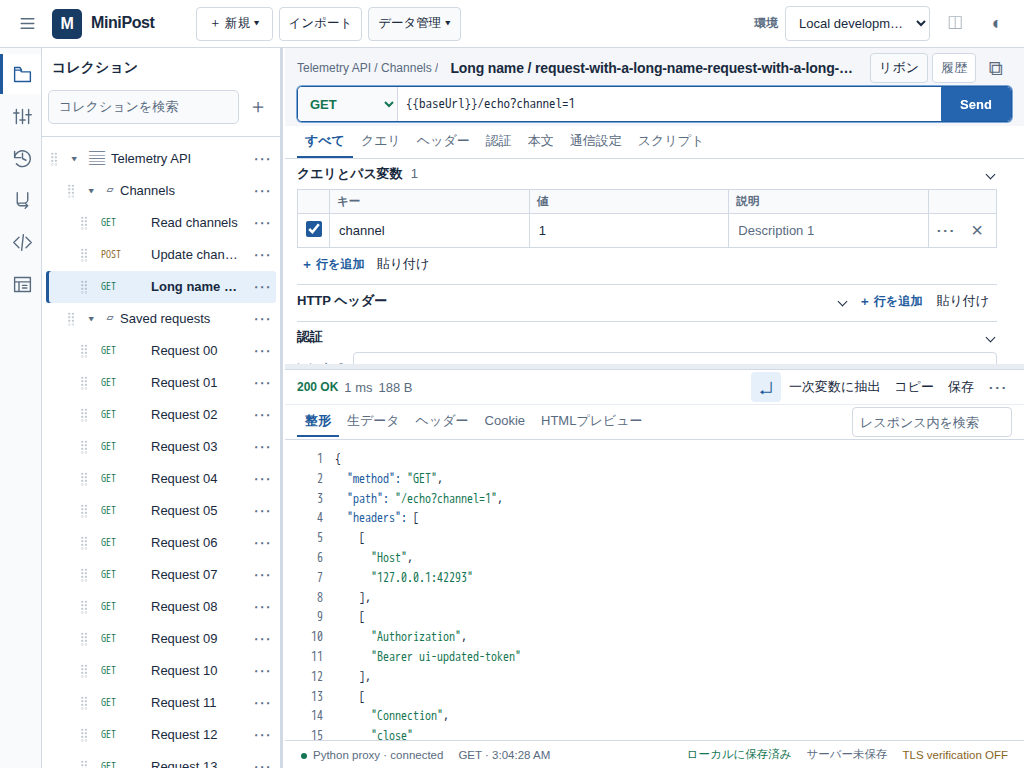 M MiniPost ＋ 新規 ▾ インポート データ管理 ▾ 環境 Local developm…
コレクション
コレクションを検索 ＋
Telemetry API ···
Channels ···
GET Read channels ···
POST Update chan… ···
GET Long name … ···
Saved requests ···
GET Request 00 ···
GET Request 01 ···
GET Request 02 ···
GET Request 03 ···
GET Request 04 ···
GET Request 05 ···
GET Request 06 ···
GET Request 07 ···
GET Request 08 ···
GET Request 09 ···
GET Request 10 ···
GET Request 11 ···
GET Request 12 ···
GET Request 13 ···
Telemetry API / Channels / Long name / request-with-a-long-name-request-with-a-long-… リボン 履歴
GET {{baseUrl}}/echo?channel=1 Send
すべて クエリ ヘッダー 認証 本文 通信設定 スクリプト
クエリとパス変数 1
キー 値 説明
channel 1 Description 1 ··· ✕
＋ 行を追加 貼り付け
HTTP ヘッダー ＋ 行を追加 貼り付け
認証
200 OK 1 ms 188 B 一次変数に抽出 コピー 保存 ···
整形 生データ ヘッダー Cookie HTMLプレビュー レスポンス内を検索
1 {
2 "method": "GET",
3 "path": "/echo?channel=1",
4 "headers": [
5 [
6 "Host",
7 "127.0.0.1:42293"
8 ],
9 [
10 "Authorization",
11 "Bearer ui-updated-token"
12 ],
13 [
14 "Connection",
15 "close"
Python proxy · connected GET · 3:04:28 AM ローカルに保存済み サーバー未保存 TLS verification OFF